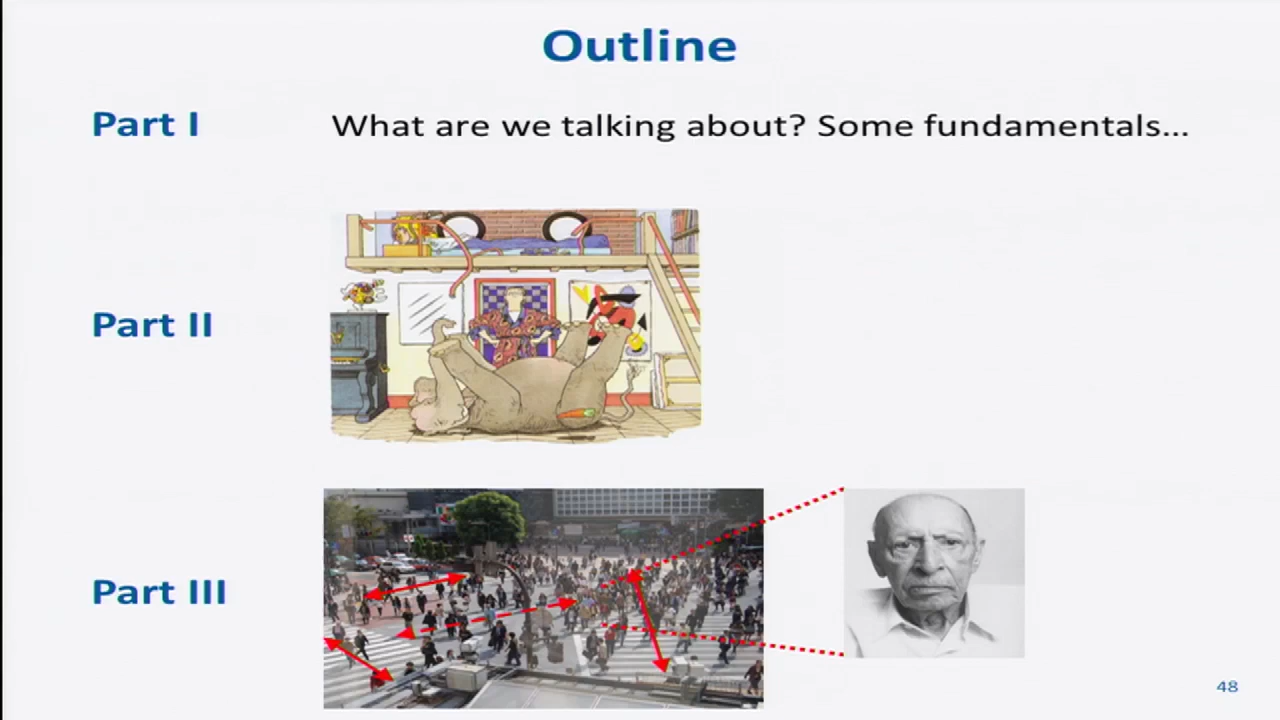 Outline
Part I
What are we talking about? Some fundamentals...
Part II
Part III
48